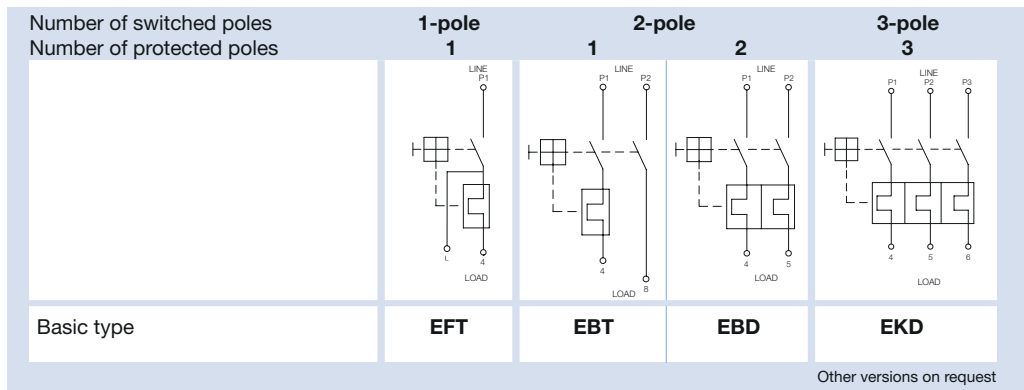 Number of switched poles 1-pole 2-pole 3-pole
Number of protected poles 1 1 2 3
LINE LINE LINE LINE
P1 P1 P2 P1 P2 P1 P2 P3
L 4 4 8 4 5 4 5 6
LOAD LOAD LOAD LOAD
Basic type EFT EBT EBD EKD
Other versions on request